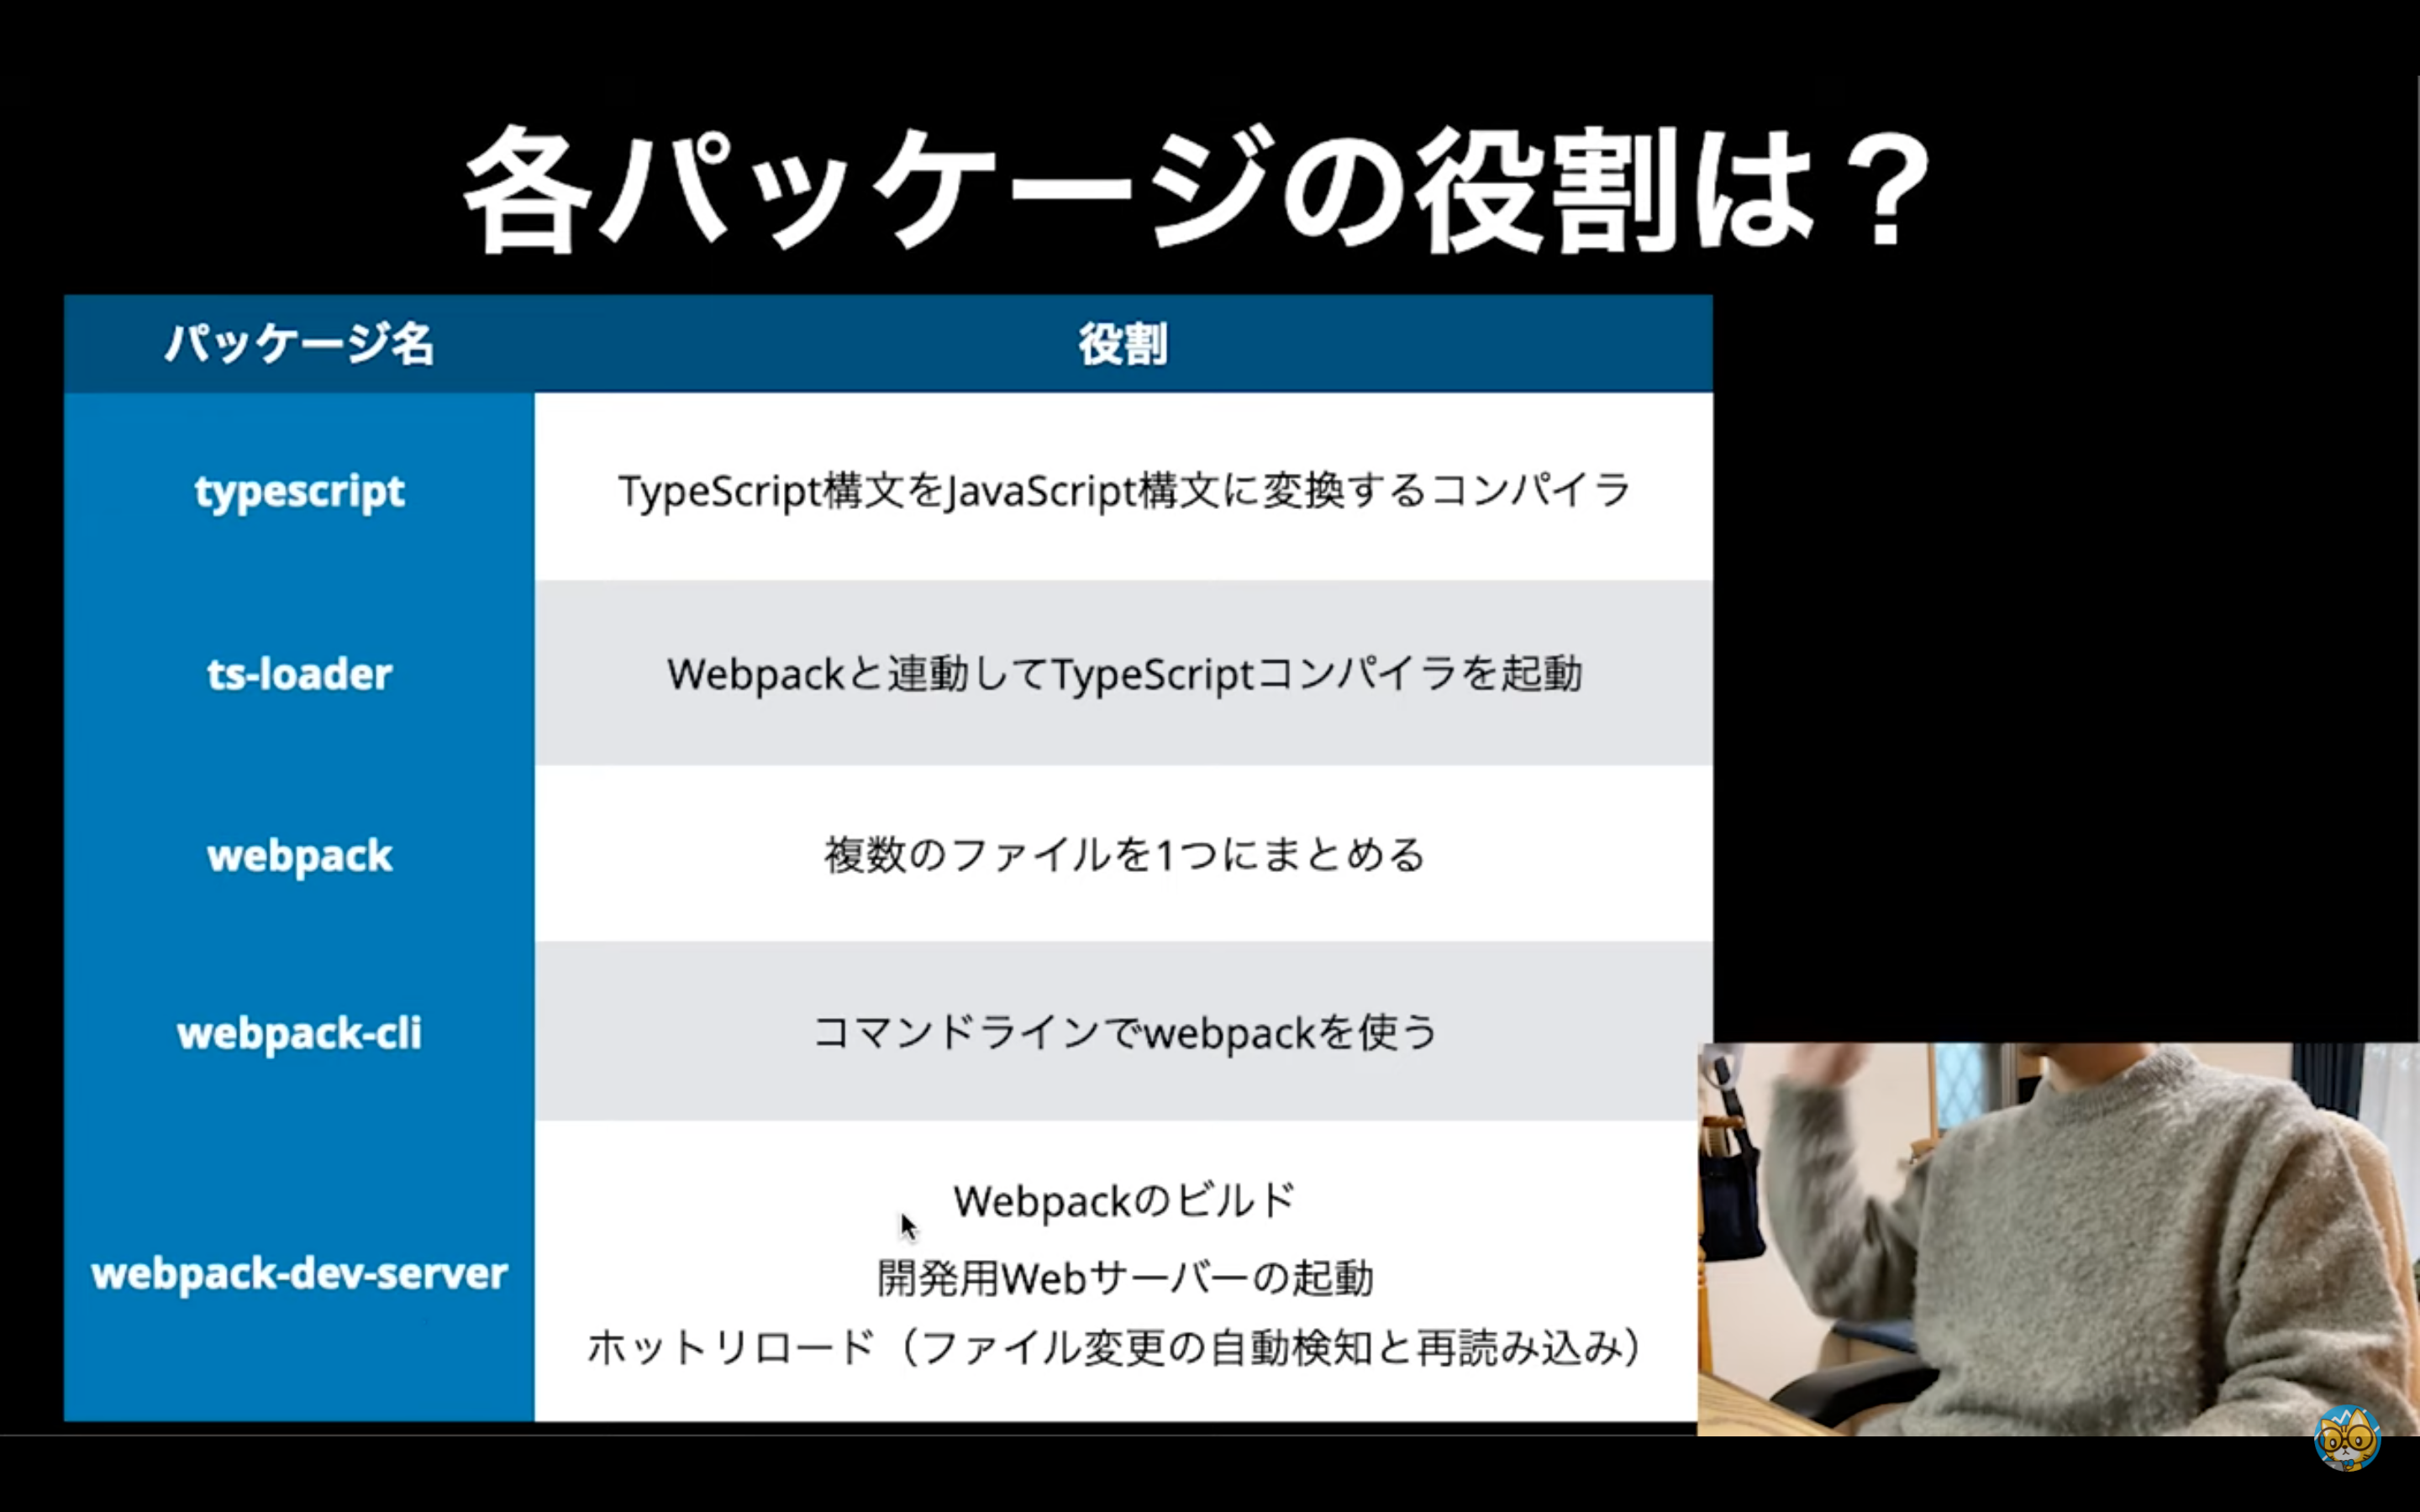 各パッケージの役割は？
パッケージ名 役割
typescript TypeScript構文をJavaScript構文に変換するコンパイラ
ts-loader Webpackと連動してTypeScriptコンパイラを起動
webpack 複数のファイルを1つにまとめる
webpack-cli コマンドラインでwebpackを使う
webpack-dev-server
Webpackのビルド
開発用Webサーバーの起動
ホットリロード（ファイル変更の自動検知と再読み込み）